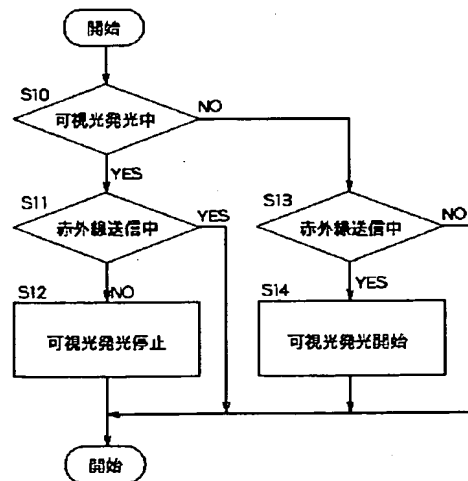 開始
S10
可視光発光中
NO
YES
S11
赤外線送信中
YES
S13
赤外線送信中
NO
NO
YES
S12
可視光発光停止
S14
可視光発光開始
開始